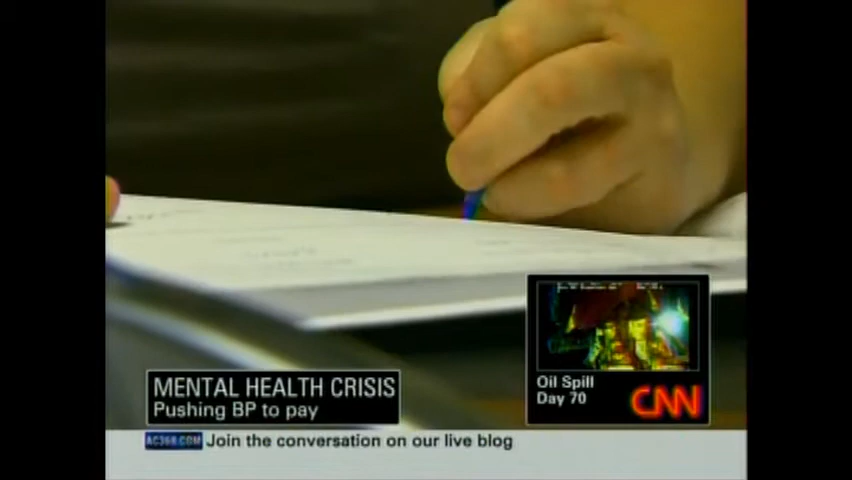 MENTAL HEALTH CRISIS
Pushing BP to pay
Oil Spill
Day 70
CNN
AC360.COM Join the conversation on our live blog